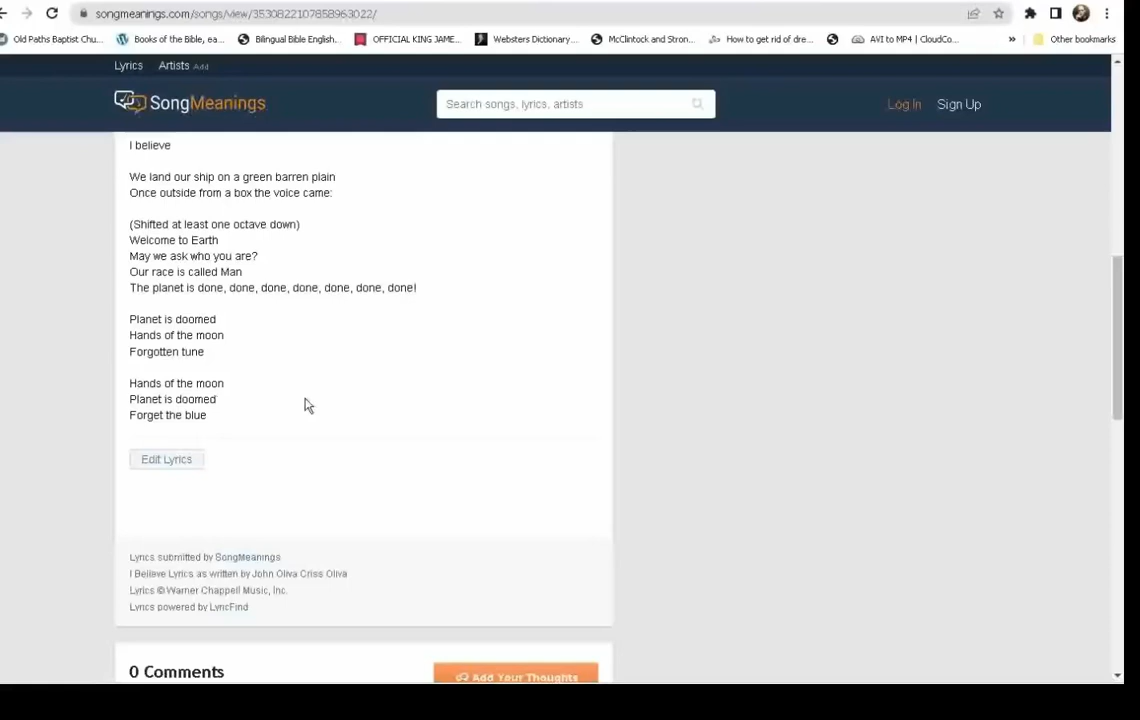 songmeanings.com/songs/view/3530822107858963022/
Old Paths Baptist Chu... Books of the Bible, ea... Bilingual Bible English... OFFICIAL KING JAME... Websters Dictionary... McClintock and Stron... How to get rid of dre... AVI to MP4 | CloudCo... » Other bookmarks
Lyrics Artists Add
SongMeanings Search songs, lyrics, artists Log In Sign Up
I believe
We land our ship on a green barren plain
Once outside from a box the voice came:
(Shifted at least one octave down)
Welcome to Earth
May we ask who you are?
Our race is called Man
The planet is done, done, done, done, done, done, done!
Planet is doomed
Hands of the moon
Forgotten tune
Hands of the moon
Planet is doomed
Forget the blue
Edit Lyrics
Lyrics submitted by SongMeanings
I Believe Lyrics as written by John Oliva Criss Oliva
Lyrics © Warner Chappell Music, Inc.
Lyrics powered by LyricFind
0 Comments Add Your Thoughts